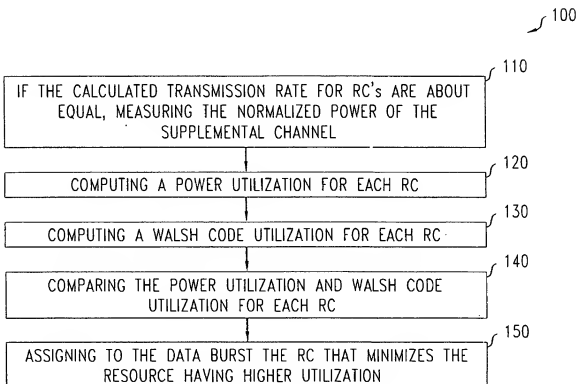 100
110
IF THE CALCULATED TRANSMISSION RATE FOR RC's ARE ABOUT
EQUAL, MEASURING THE NORMALIZED POWER OF THE
SUPPLEMENTAL CHANNEL
120
COMPUTING A POWER UTILIZATION FOR EACH RC
130
COMPUTING A WALSH CODE UTILIZATION FOR EACH RC
140
COMPARING THE POWER UTILIZATION AND WALSH CODE
UTILIZATION FOR EACH RC
150
ASSIGNING TO THE DATA BURST THE RC THAT MINIMIZES THE
RESOURCE HAVING HIGHER UTILIZATION